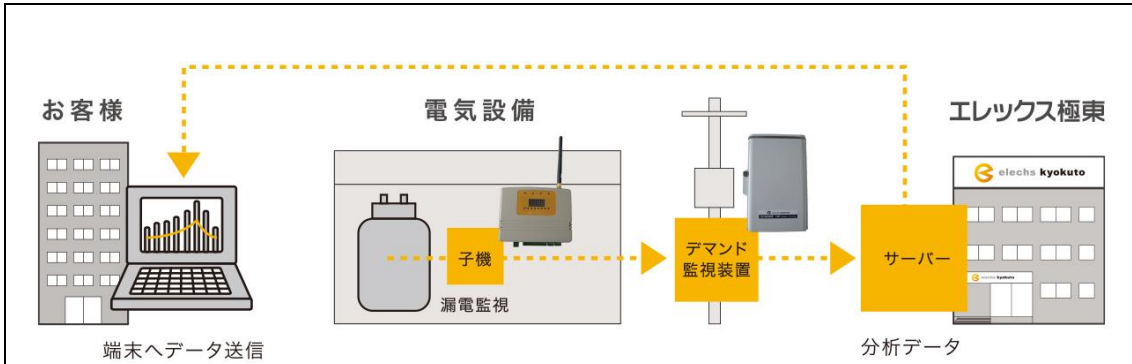 お客様
電気設備
エレックス極東
elechs kyokuto
子機
デマンド
監視装置
サーバー
elechs kyokuto
漏電監視
端末へデータ送信
分析データ